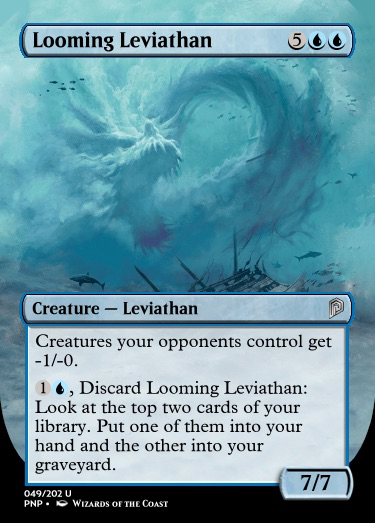 Looming Leviathan 5
Creature — Leviathan
Creatures your opponents control get
-1/-0.
1 , Discard Looming Leviathan:
Look at the top two cards of your
library. Put one of them into your
hand and the other into your
graveyard.
7/7
049/202 U
PNP • Wizards of the Coast